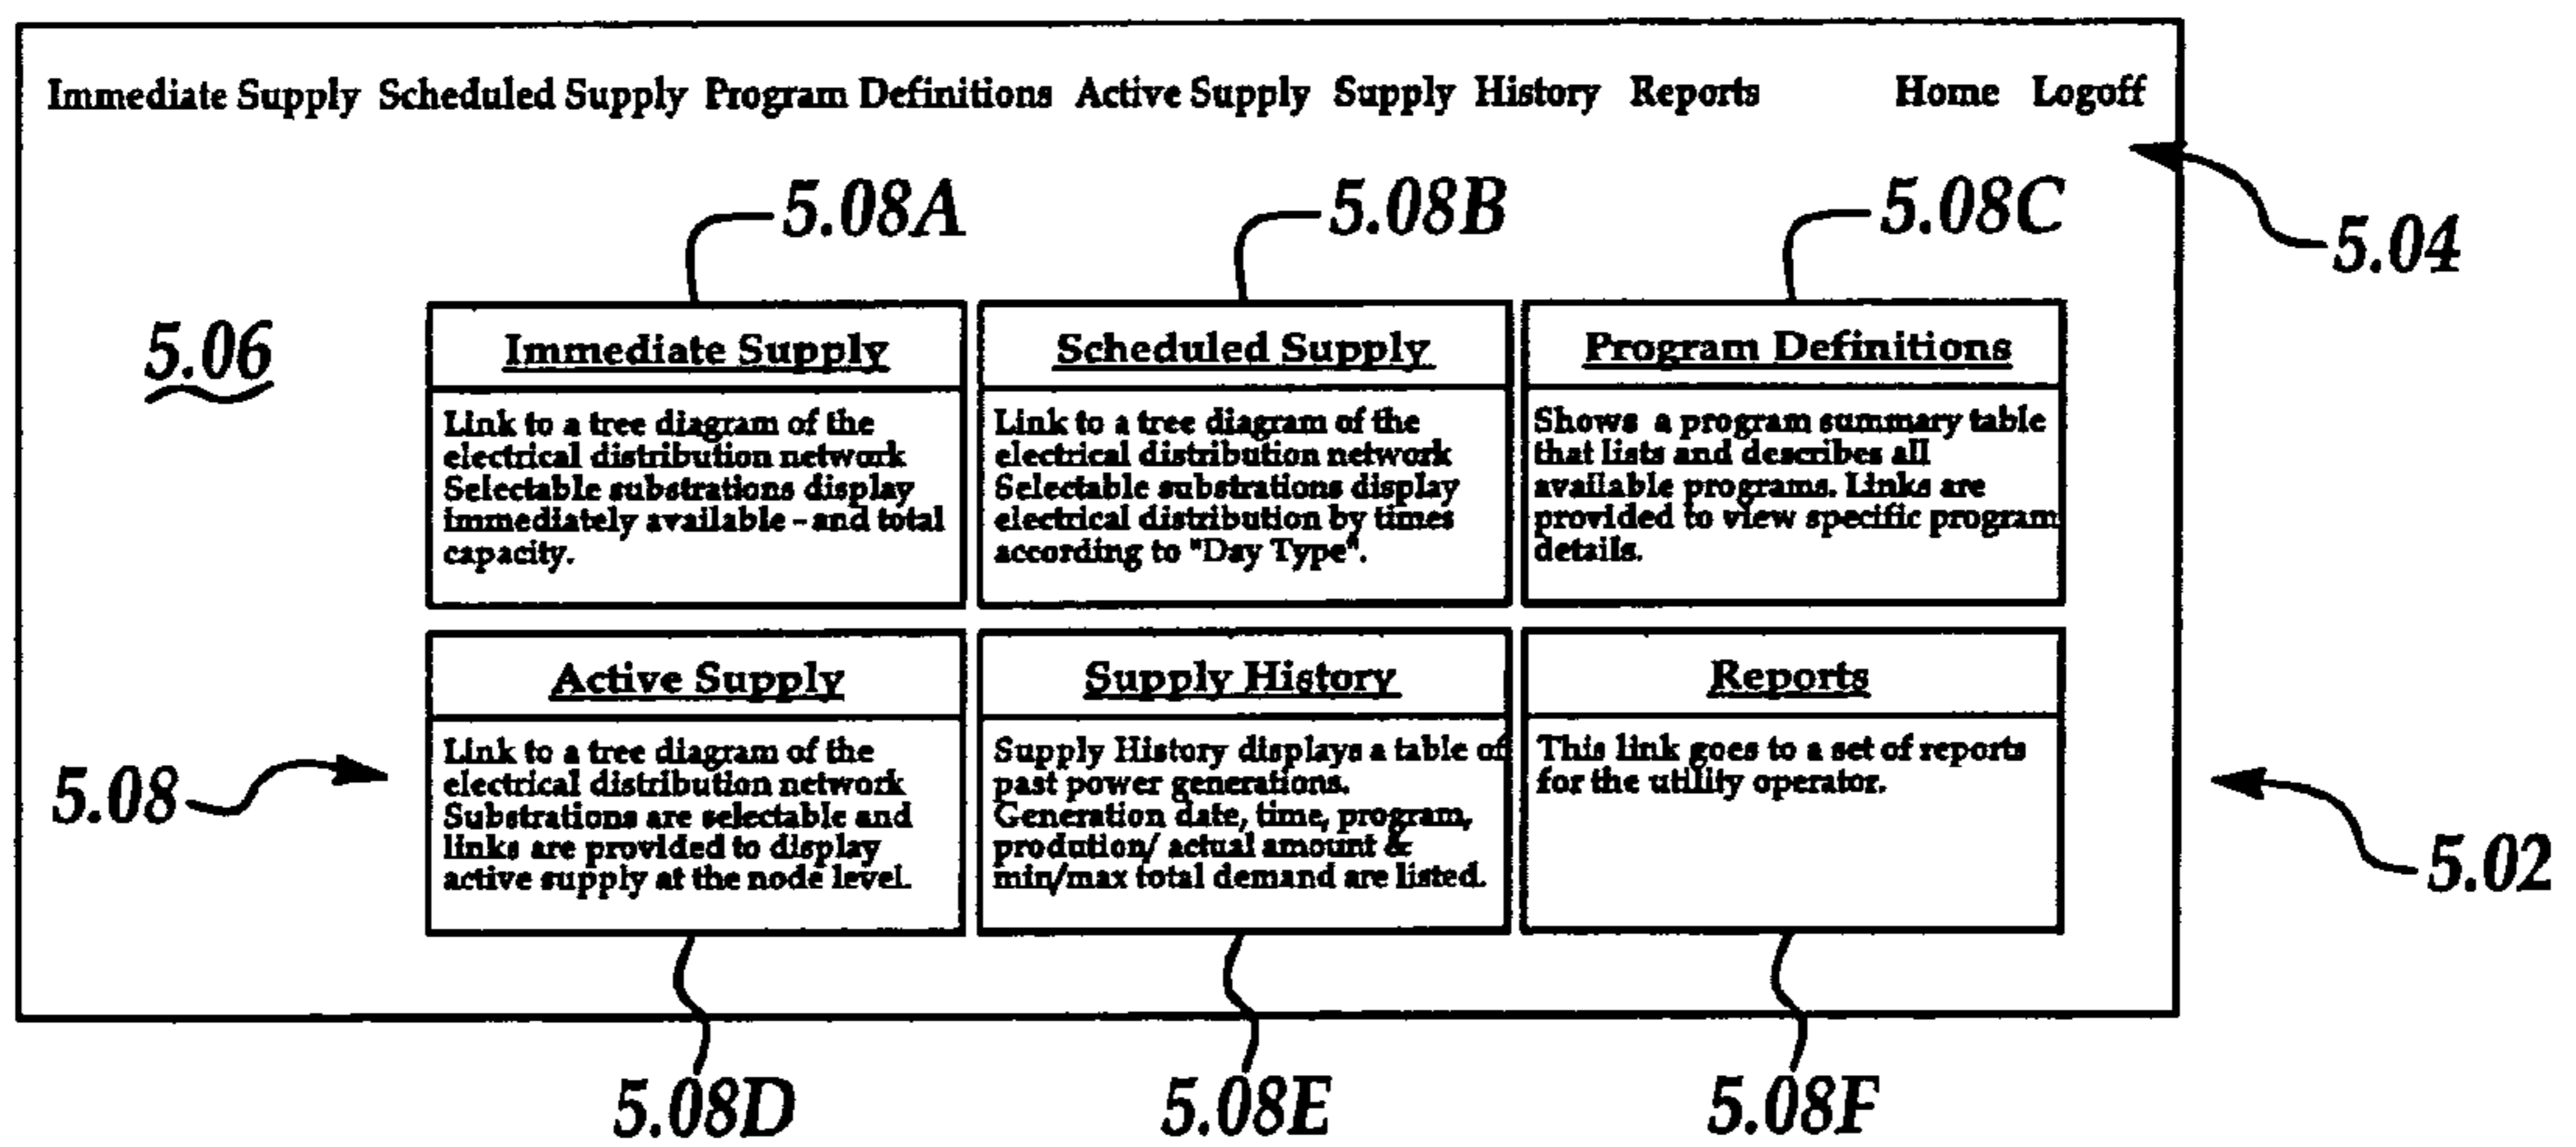 Immediate Supply Scheduled Supply Program Definitions Active Supply Supply History Reports Home Logoff
5.08A 5.08B 5.08C
5.04
5.06
Immediate Supply
Link to a tree diagram of the
electrical distribution network
Selectable substrations display
immediately available - and total
capacity.
Scheduled Supply
Link to a tree diagram of the
electrical distribution network
Selectable substrations display
electrical distribution by times
according to "Day Type".
Program Definitions
Shows a program summary table
that lists and describes all
available programs. Links are
provided to view specific program
details.
5.08
Active Supply
Link to a tree diagram of the
electrical distribution network
Substrations are selectable and
links are provided to display
active supply at the node level.
Supply History
Supply History displays a table of
past power generations.
Generation date, time, program,
prodution/ actual amount &
min/max total demand are listed.
Reports
This link goes to a set of reports
for the utility operator.
5.02
5.08D 5.08E 5.08F